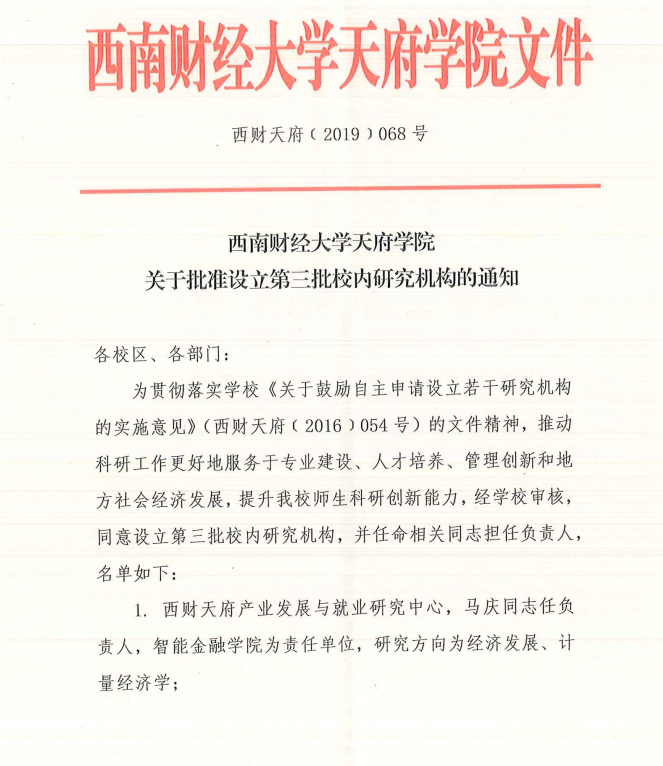 西南财经大学天府学院文件
西财天府﹝2019﹞068号
西南财经大学天府学院
关于批准设立第三批校内研究机构的通知
各校区、各部门：
为贯彻落实学校《关于鼓励自主申请设立若干研究机构
的实施意见》（西财天府﹝2016﹞054号）的文件精神，推动
科研工作更好地服务于专业建设、人才培养、管理创新和地
方社会经济发展，提升我校师生科研创新能力，经学校审核，
同意设立第三批校内研究机构，并任命相关同志担任负责人，
名单如下：
1. 西财天府产业发展与就业研究中心，马庆同志任负
责人，智能金融学院为责任单位，研究方向为经济发展、计
量经济学；